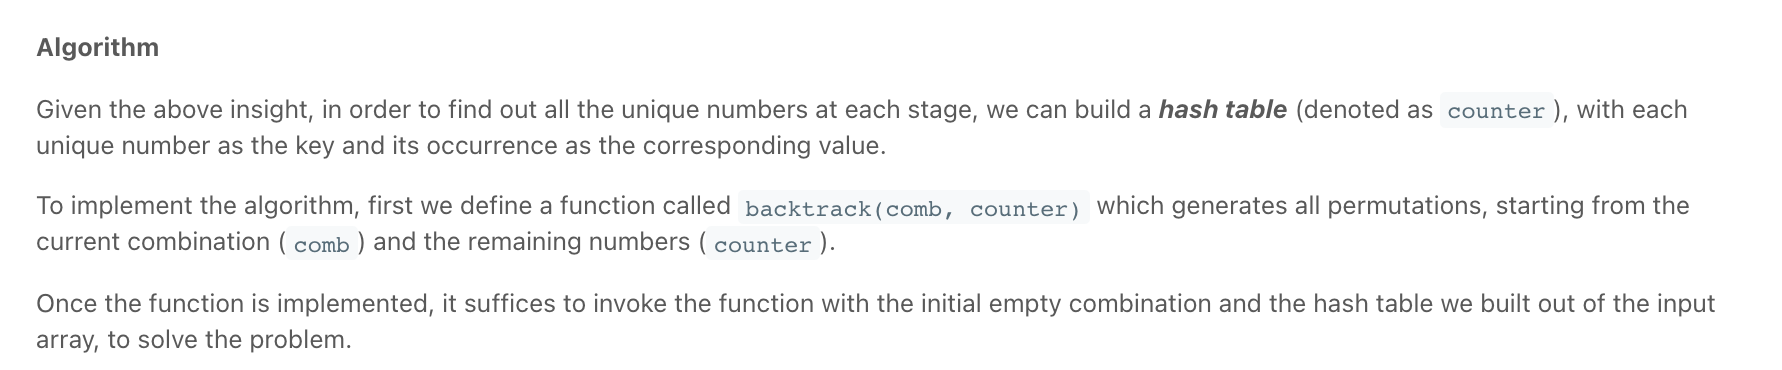 Algorithm
Given the above insight, in order to find out all the unique numbers at each stage, we can build a hash table (denoted as counter ), with each
unique number as the key and its occurrence as the corresponding value.
To implement the algorithm, first we define a function called backtrack(comb, counter) which generates all permutations, starting from the
current combination ( comb ) and the remaining numbers ( counter ).
Once the function is implemented, it suffices to invoke the function with the initial empty combination and the hash table we built out of the input
array, to solve the problem.